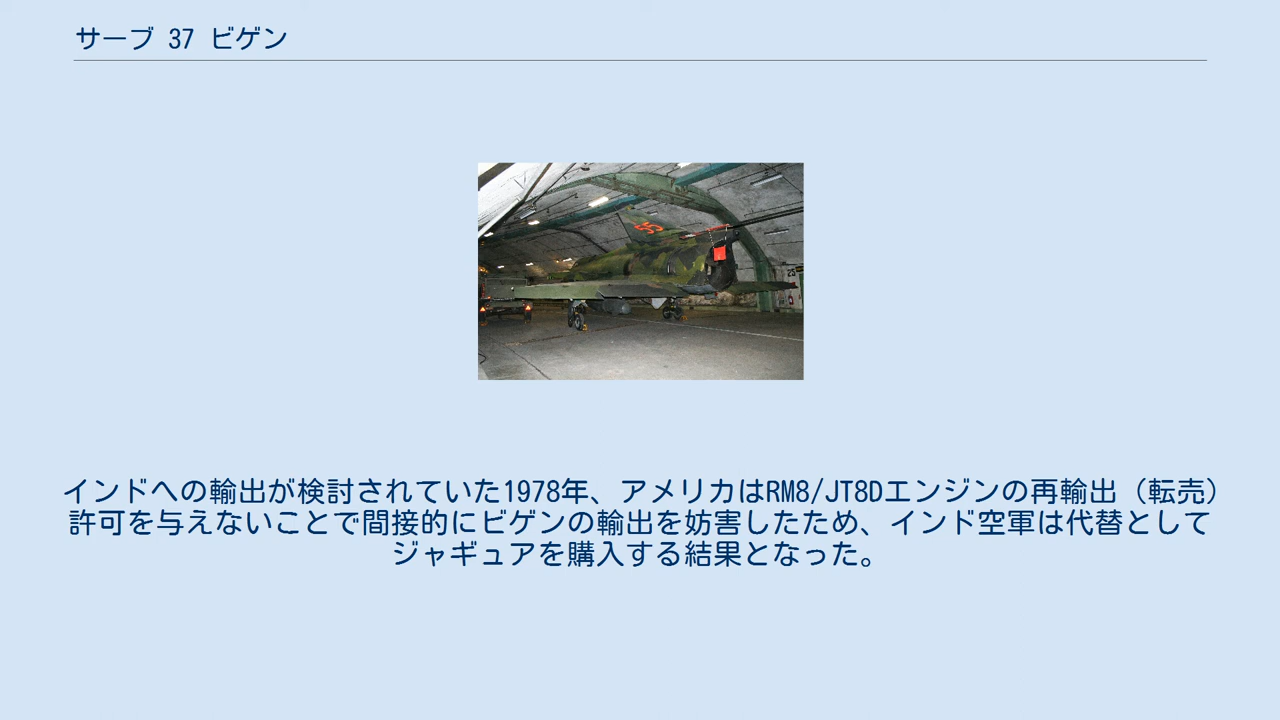 サーブ 37 ビゲン
55
インドへの輸出が検討されていた1978年、アメリカはRM8/JT8Dエンジンの再輸出（転売）
許可を与えないことで間接的にビゲンの輸出を妨害したため、インド空軍は代替として
ジャギュアを購入する結果となった。